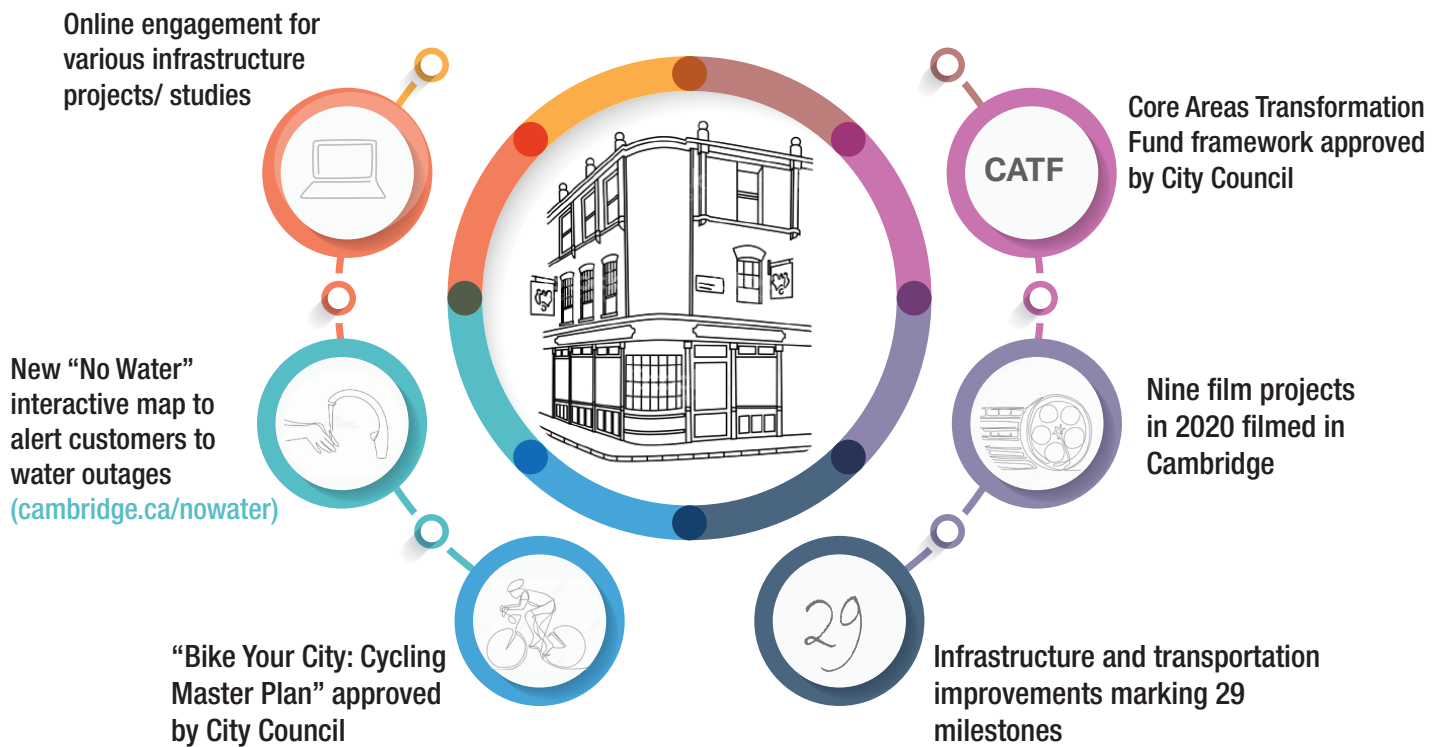 Online engagement for
various infrastructure
projects/ studies
New “No Water”
interactive map to
alert customers to
water outages
(cambridge.ca/nowater)
“Bike Your City: Cycling
Master Plan” approved
by City Council
CATF
Core Areas Transformation
Fund framework approved
by City Council
Nine film projects
in 2020 filmed in
Cambridge
29
Infrastructure and transportation
improvements marking 29
milestones